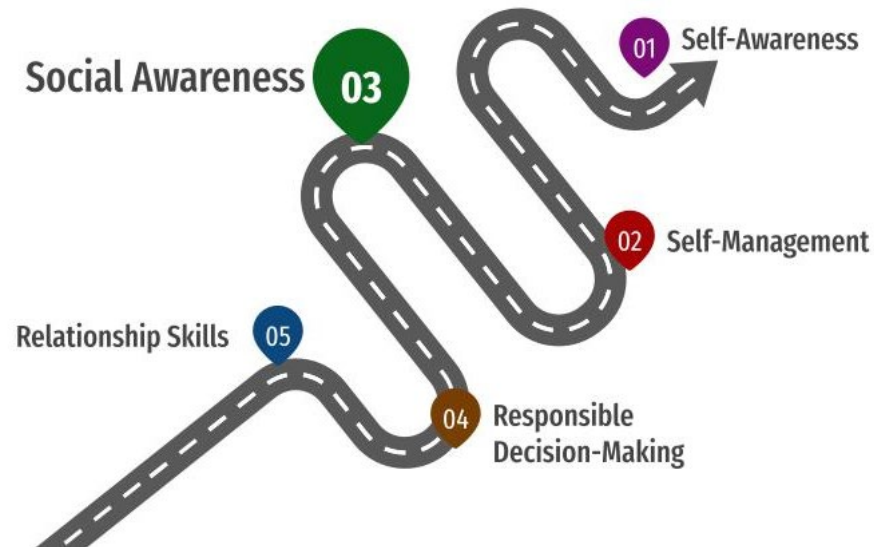 01 Self-Awareness
Social Awareness 03
02 Self-Management
Relationship Skills 05
04 Responsible
Decision-Making